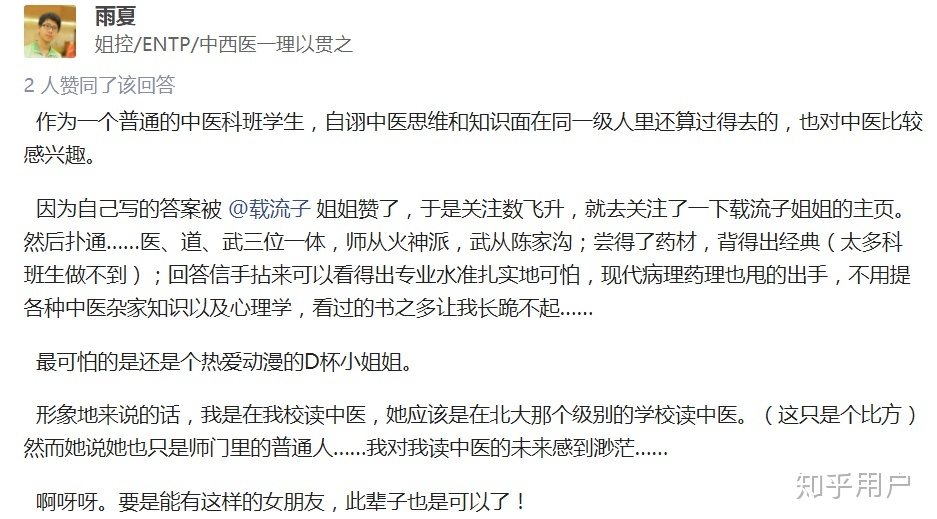 雨夏
姐控/ENTP/中西医一理以贯之
2 人赞同了该回答
作为一个普通的中医科班学生，自诩中医思维和知识面在同一级人里还算过得去的，也对中医比较
感兴趣。
因为自己写的答案被 @载流子 姐姐赞了，于是关注数飞升，就去关注了一下载流子姐姐的主页。
然后扑通......医、道、武三位一体，师从火神派，武从陈家沟；尝得了药材，背得出经典（太多科
班生做不到）；回答信手拈来可以看得出专业水准扎实地可怕，现代病理药理也甩的出手，不用提
各种中医杂家知识以及心理学，看过的书之多让我长跪不起......
最可怕的是还是个热爱动漫的D杯小姐姐。
形象地来说的话，我是在我校读中医，她应该是在北大那个级别的学校读中医。（这只是个比方）
然而她说她也只是师门里的普通人......我对我读中医的未来感到渺茫......
啊呀呀。要是能有这样的女朋友，此辈子也是可以了！
知乎用户